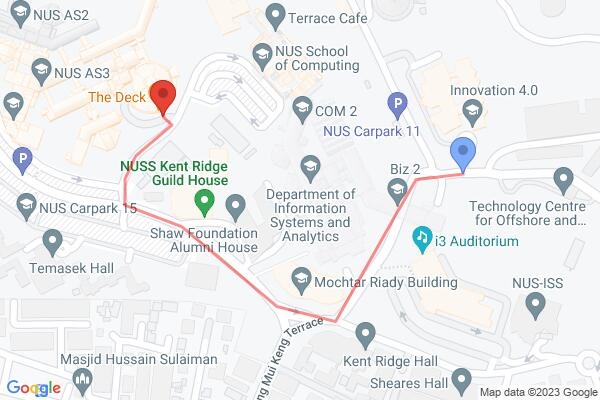 NUS AS2
Terrace Cafe
NUS School
of Computing
NUS AS3
The Deck
COM 2
Innovation 4.0
P
NUS Carpark 11
P
NUSS Kent Ridge
Guild House
Biz 2
Department of
Information
Systems and
Analytics
Technology Centre
for Offshore and...
NUS Carpark 15
Shaw Foundation
Alumni House
i3 Auditorium
Temasek Hall
Mochtar Riady Building
NUS-ISS
Mui Keng Terrace
Kent Ridge Hall
Masjid Hussain Sulaiman
Sheares Hall
Google
Map data ©2023 Google